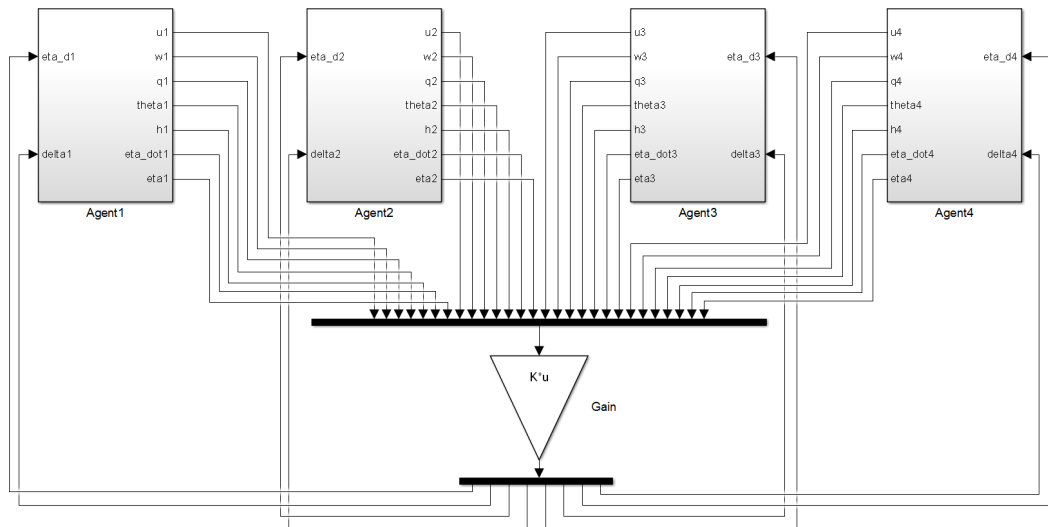 u1
w1
eta_d1
q1
theta1
h1
delta1
eta_dot1
eta1
Agent1
u2
w2
eta_d2
q2
theta2
h2
delta2
eta_dot2
eta2
Agent2
u3
w3
eta_d3
q3
theta3
h3
eta_dot3
delta3
eta3
Agent3
u4
w4
eta_d4
q4
theta4
h4
eta_dot4
delta4
eta4
Agent4
K*u
Gain